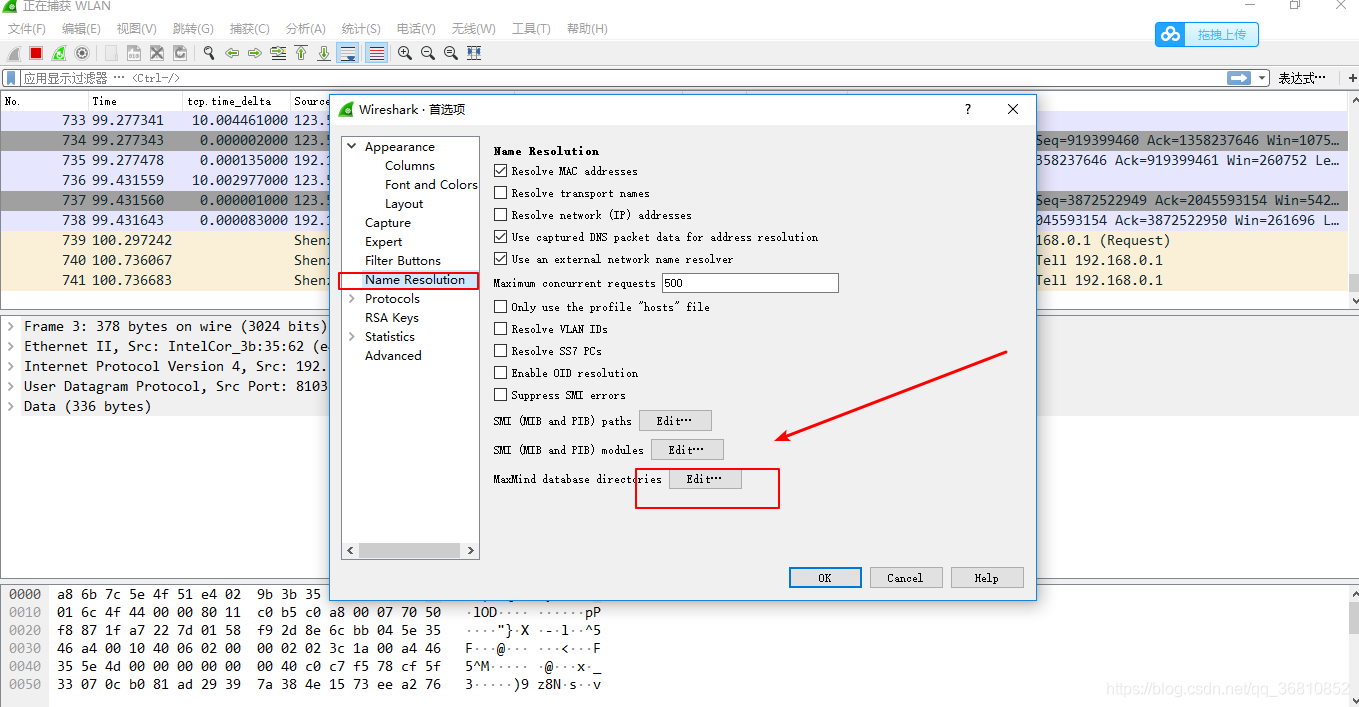 正在捕获 WLAN
文件(F) 编辑(E) 视图(V) 跳转(G) 捕获(C) 分析(A) 统计(S) 电话(Y) 无线(W) 工具(T) 帮助(H)
拖拽上传
应用显示过滤器 … <Ctrl-/>
表达式…
+
No. Time tcp.time_delta Source
733 99.277341 10.004461000 123.5
734 99.277343 0.000002000 123.5 Seq=919399460 Ack=1358237646 Win=1075…
735 99.277478 0.000135000 192.1 358237646 Ack=919399461 Win=260752 Le…
736 99.431559 10.002977000 123.5
737 99.431560 0.000001000 123.5 Seq=3872522949 Ack=2045593154 Win=542…
738 99.431643 0.000083000 192.1 045593154 Ack=3872522950 Win=261696 L…
739 100.297242 Shenz 168.0.1 (Request)
740 100.736067 Shenz Tell 192.168.0.1
741 100.736683 Shenz Tell 192.168.0.1
Frame 3: 378 bytes on wire (3024 bits)
Ethernet II, Src: IntelCor_3b:35:62 (e
Internet Protocol Version 4, Src: 192.
User Datagram Protocol, Src Port: 8103
Data (336 bytes)
Wireshark · 首选项
?
Appearance
Columns
Font and Colors
Layout
Capture
Expert
Filter Buttons
Name Resolution
Protocols
RSA Keys
Statistics
Advanced
Name Resolution
Resolve MAC addresses
Resolve transport names
Resolve network (IP) addresses
Use captured DNS packet data for address resolution
Use an external network name resolver
Maximum concurrent requests 500
Only use the profile "hosts" file
Resolve VLAN IDs
Resolve SS7 PCs
Enable OID resolution
Suppress SMI errors
SMI (MIB and PIB) paths Edit…
SMI (MIB and PIB) modules Edit…
MaxMind database directories Edit…
OK Cancel Help
0000 a8 6b 7c 5e 4f 51 e4 02 9b 3b 35
0010 01 6c 4f 44 00 00 80 11 c0 b5 c0 a8 00 07 70 50 ·lOD···· ······pP
0020 f8 87 1f a7 22 7d 01 58 f9 2d 8e 6c bb 04 5e 35 ····"}·X ·-·l··^5
0030 46 a4 00 10 40 06 02 00 00 02 02 3c 1a 00 a4 46 F···@··· ···<···F
0040 35 5e 4d 00 00 00 00 00 00 40 c0 c7 f5 78 cf 5f 5^M····· ·@···x·_
0050 33 07 0c b0 81 ad 29 39 7a 38 4e 15 73 ee a2 76 3·····)9 z8N·s··v
https://blog.csdn.net/qq_36810852